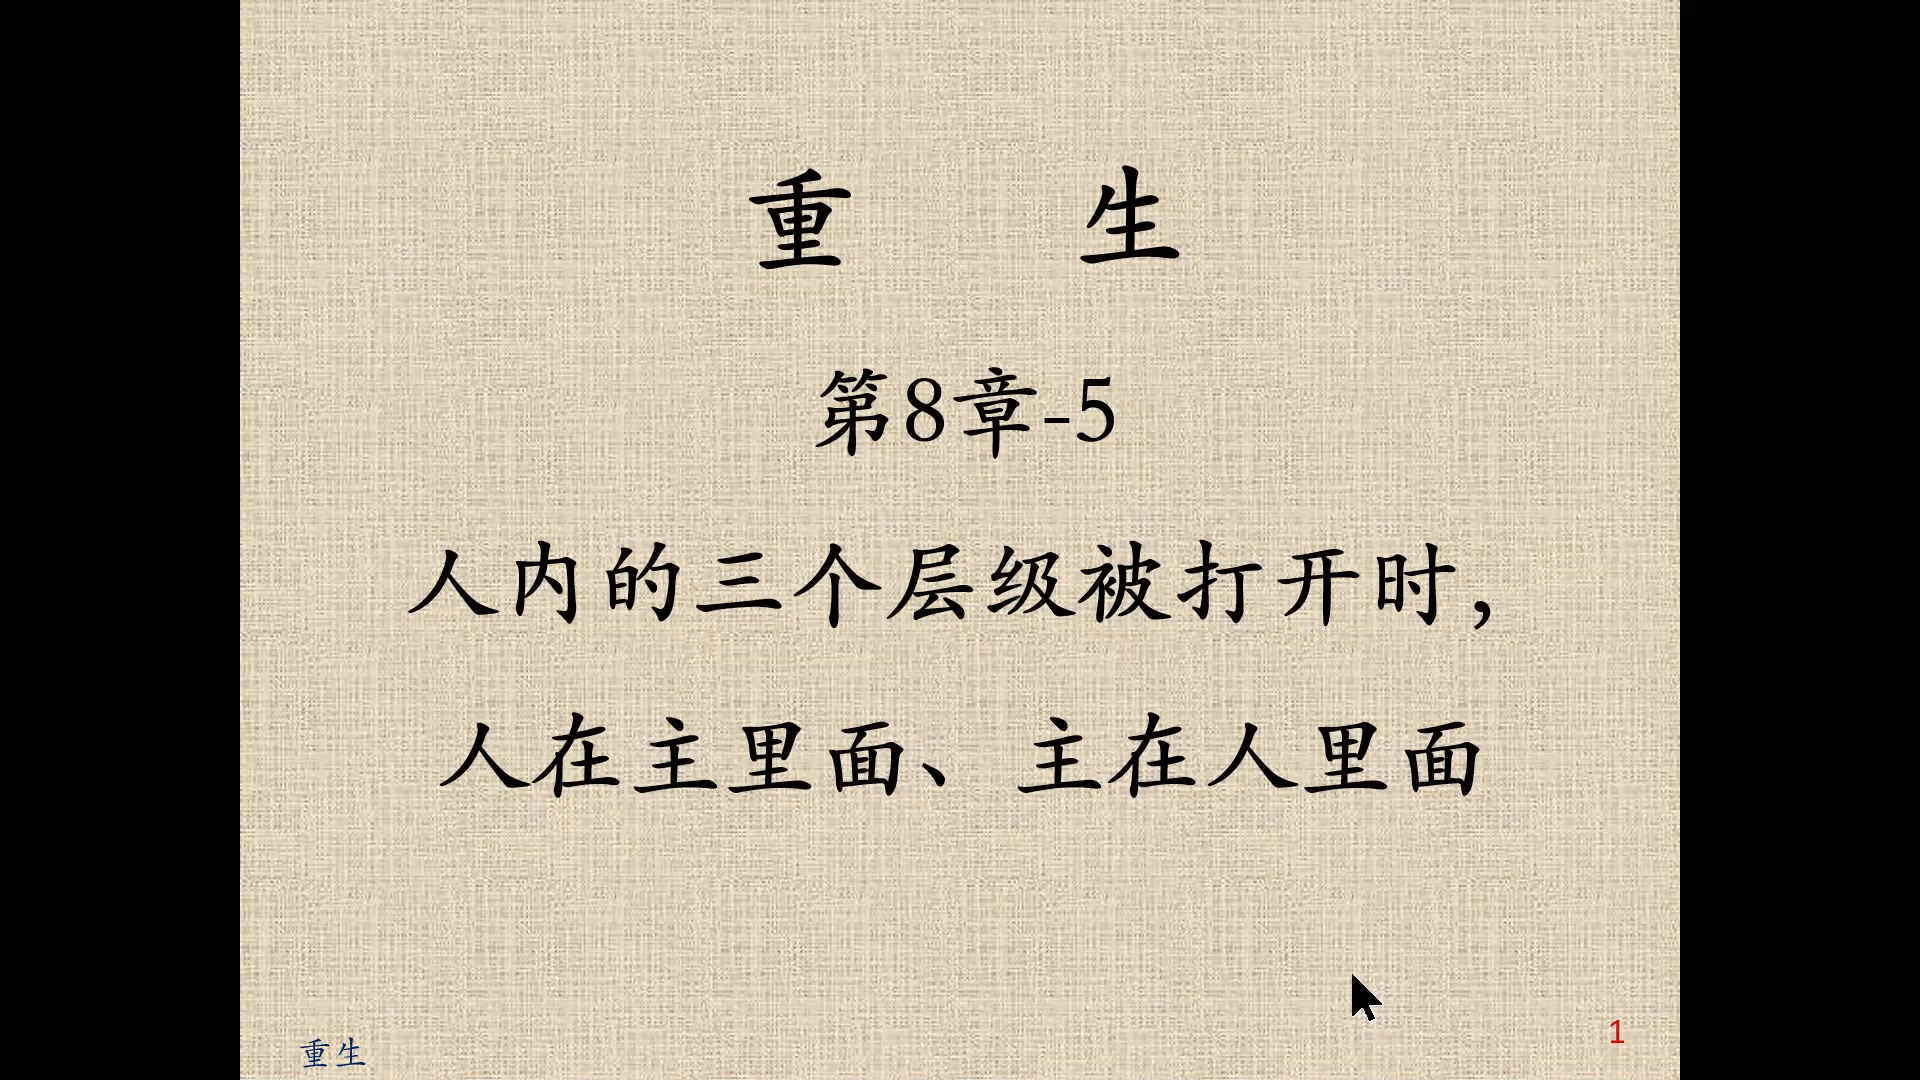 重 生
第8章-5
人内的三个层级被打开时，
人在主里面、主在人里面
重生
1